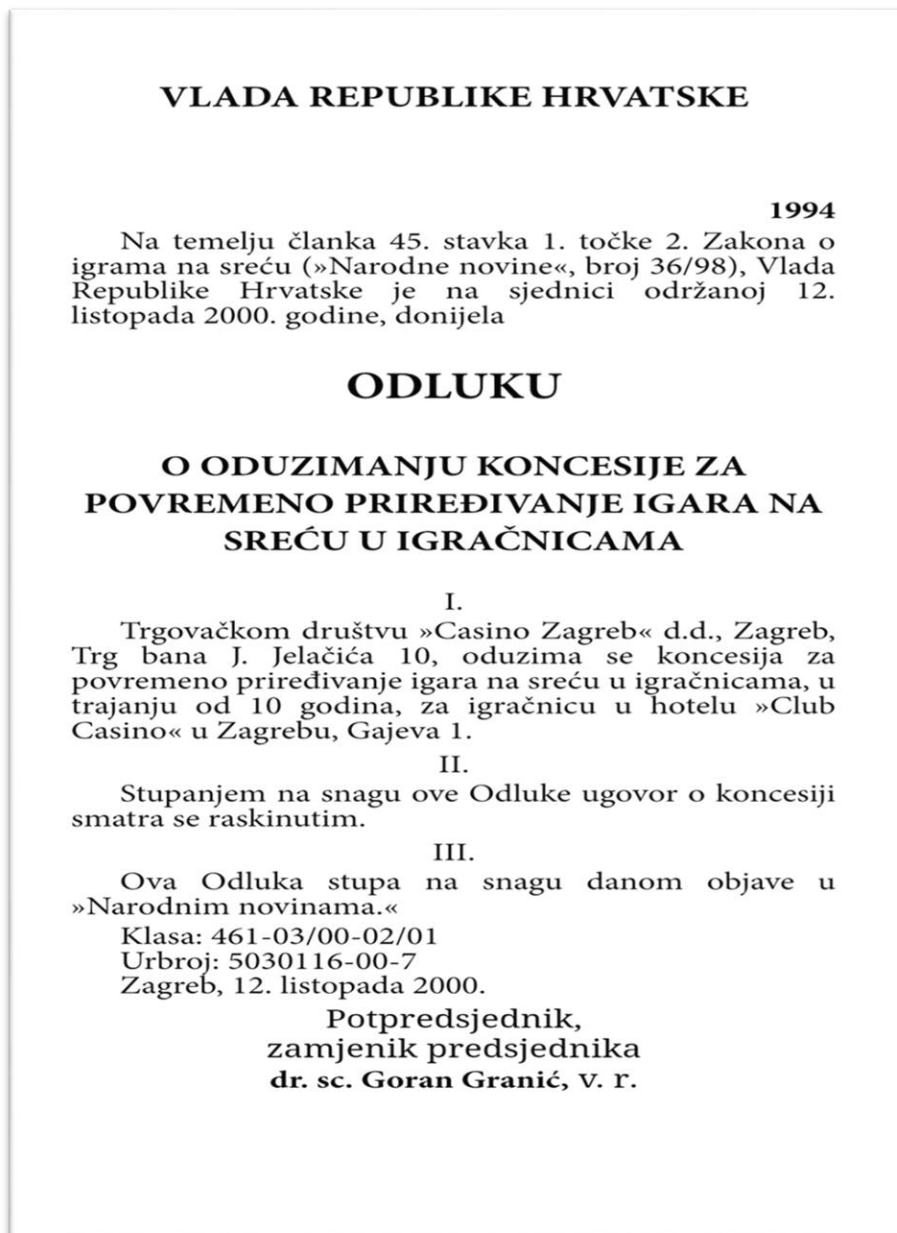 VLADA REPUBLIKE HRVATSKE
1994
Na temelju članka 45. stavka 1. točke 2. Zakona o
igrama na sreću (»Narodne novine«, broj 36/98), Vlada
Republike Hrvatske je na sjednici održanoj 12.
listopada 2000. godine, donijela
ODLUKU
O ODUZIMANJU KONCESIJE ZA
POVREMENO PRIREĐIVANJE IGARA NA
SREĆU U IGRAČNICAMA
I.
Trgovačkom društvu »Casino Zagreb« d.d., Zagreb,
Trg bana J. Jelačića 10, oduzima se koncesija za
povremeno priređivanje igara na sreću u igračnicama, u
trajanju od 10 godina, za igračnicu u hotelu »Club
Casino« u Zagrebu, Gajeva 1.
II.
Stupanjem na snagu ove Odluke ugovor o koncesiji
smatra se raskinutim.
III.
Ova Odluka stupa na snagu danom objave u
»Narodnim novinama.«
Klasa: 461-03/00-02/01
Urbroj: 5030116-00-7
Zagreb, 12. listopada 2000.
Potpredsjednik,
zamjenik predsjednika
dr. sc. Goran Granić, v. r.